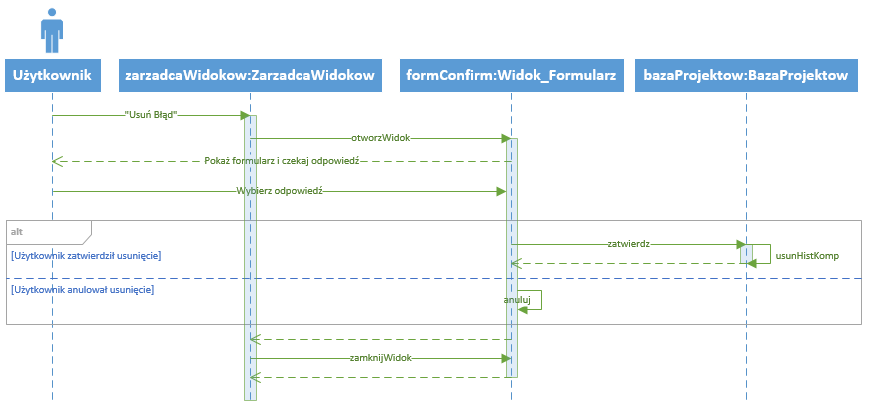 Użytkownik
zarzadcaWidokow:ZarzadcaWidokow
formConfirm:Widok_Formularz
bazaProjektow:BazaProjektow
"Usuń Błąd"
otworzWidok
Pokaż formularz i czekaj odpowiedź
Wybierz odpowiedź
alt
zatwierdz
[Użytkownik zatwierdził usunięcie]
usunHistKomp
[Użytkownik anulował usunięcie]
anuluj
zamknijWidok